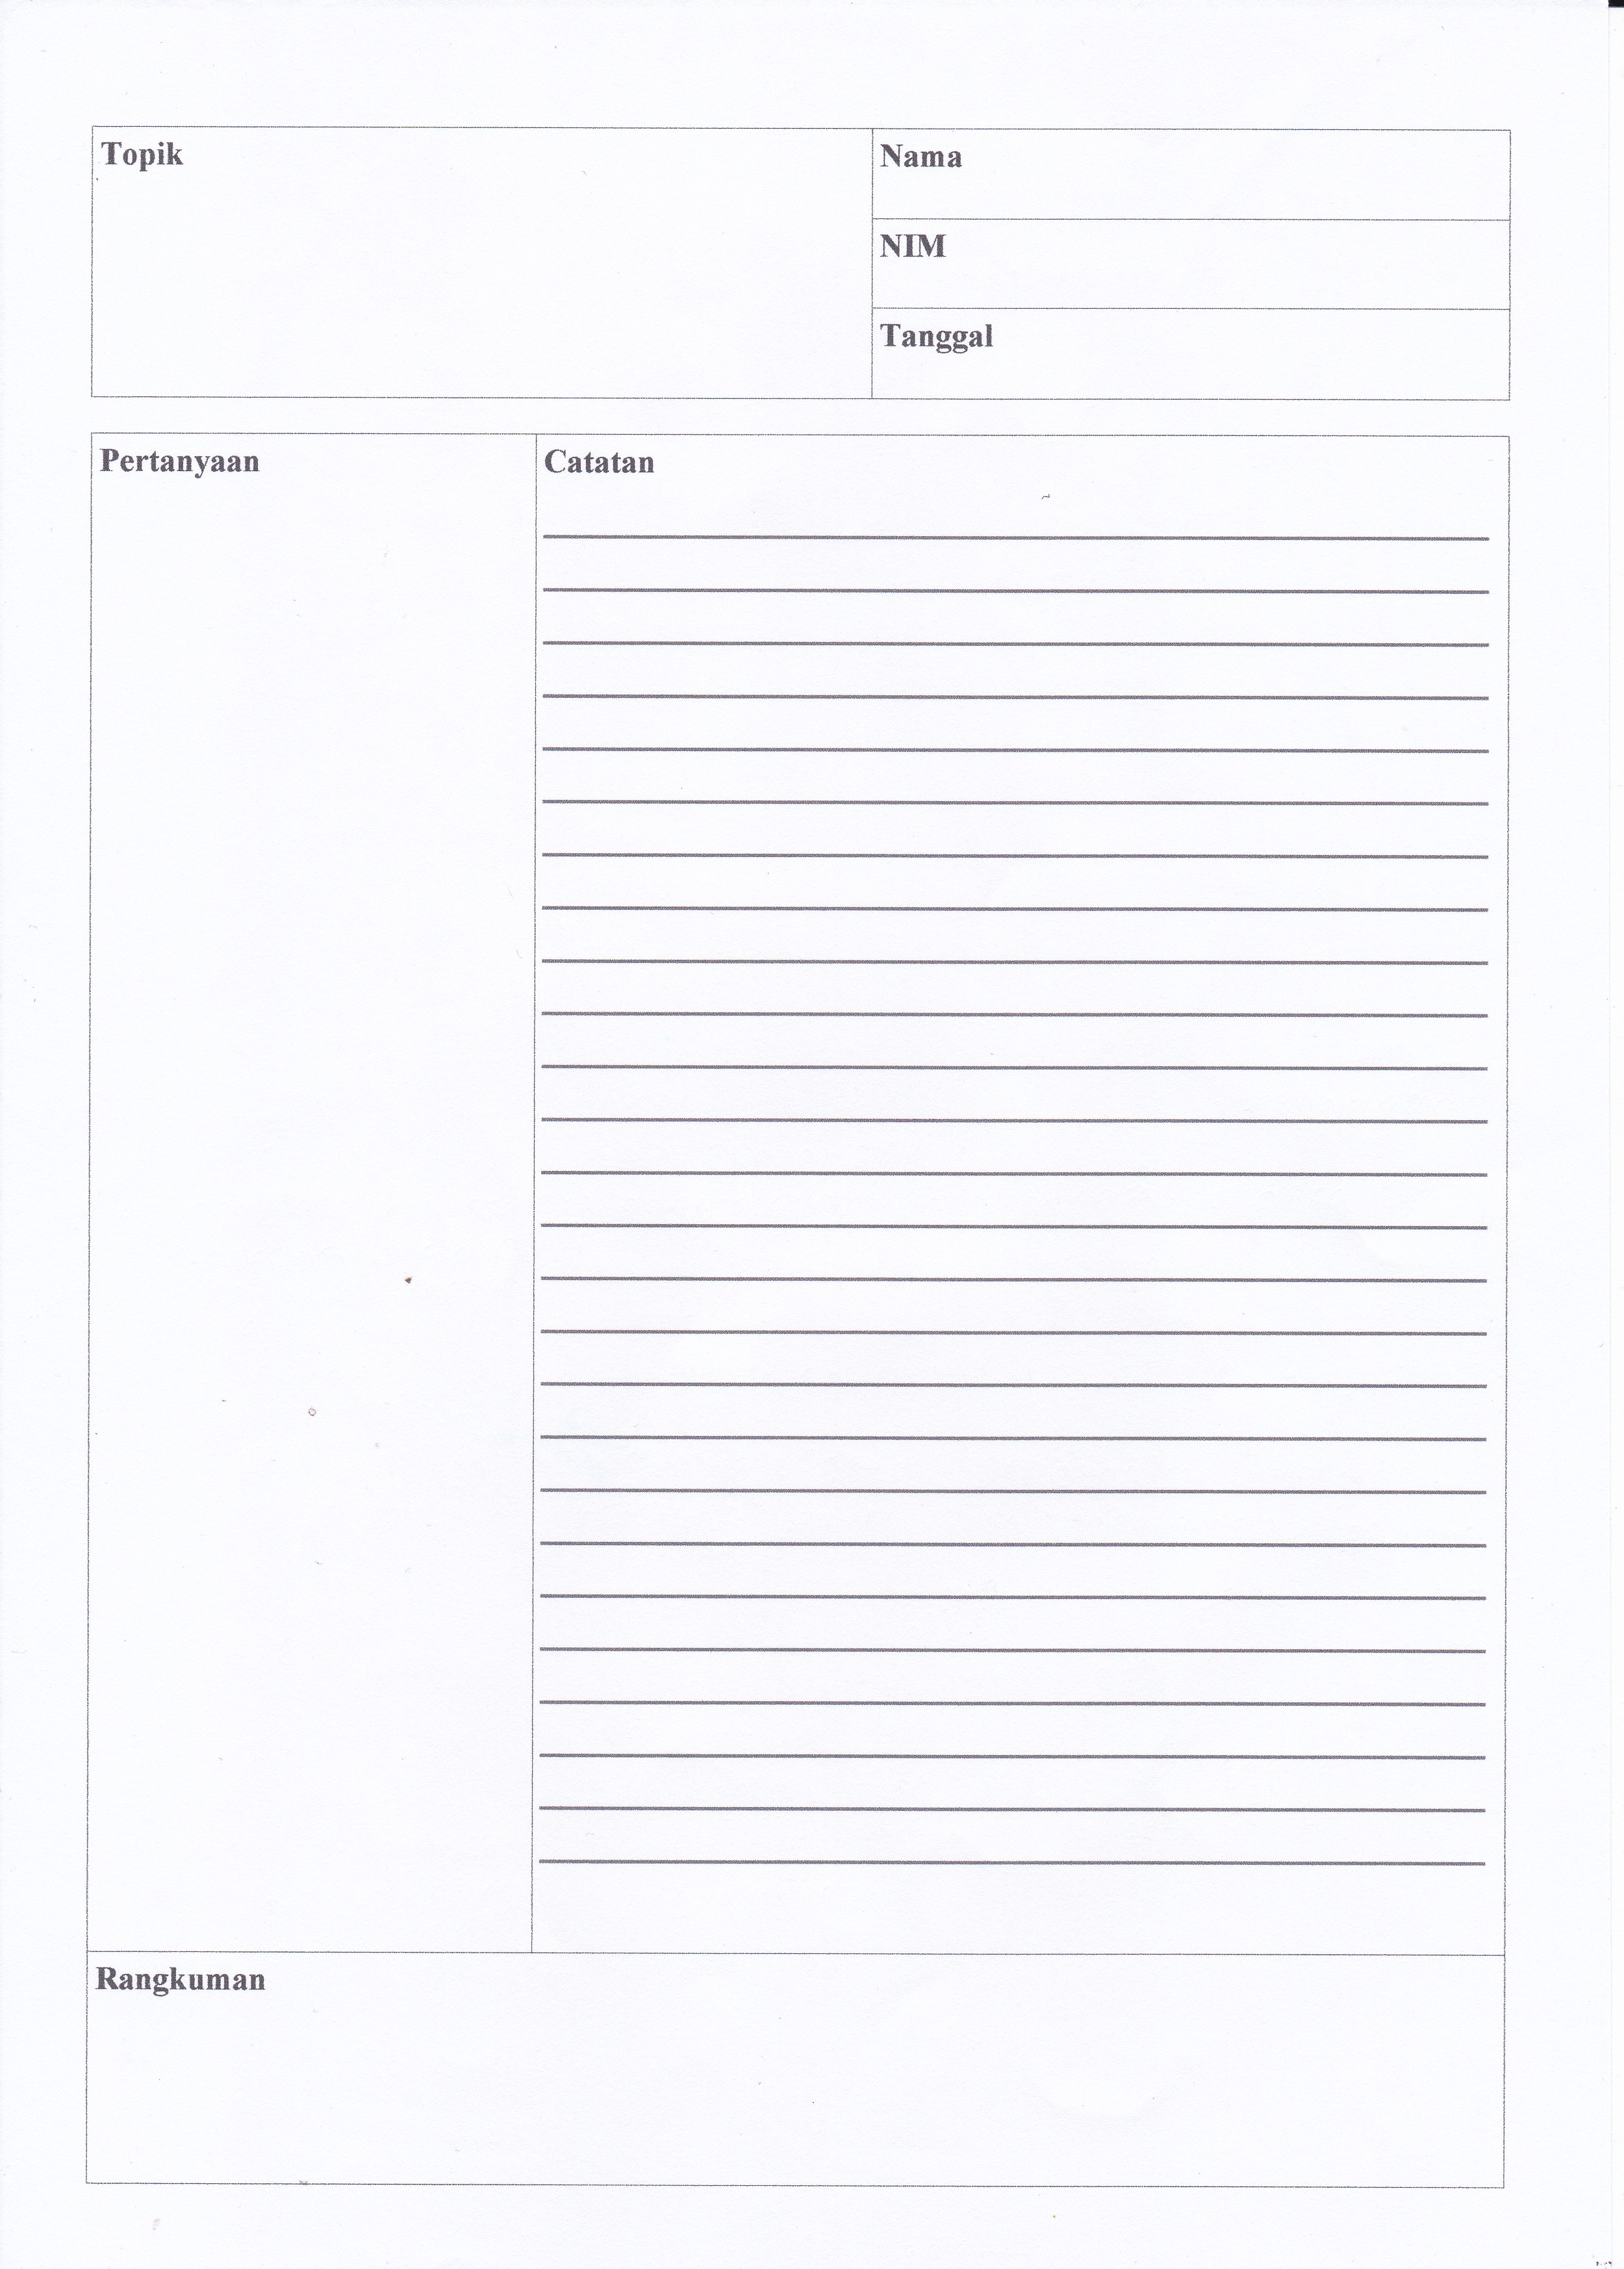 Topik
Nama
NIM
Tanggal
Pertanyaan
Catatan
Rangkuman